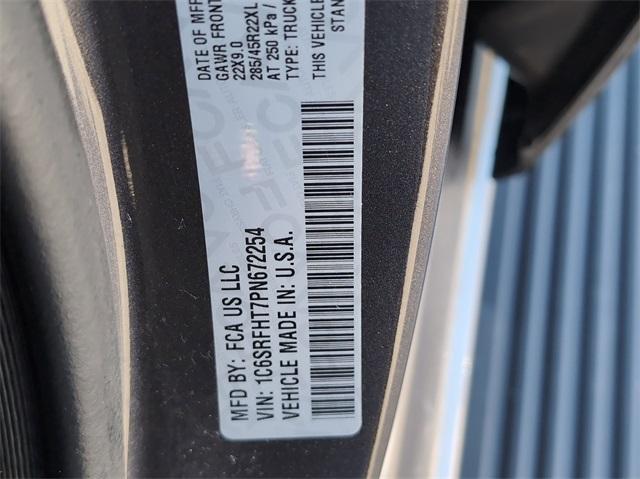 MFD BY: FCA US LLC
VIN: 1C6SRFHT7PN672254
VEHICLE MADE IN: U.S.A.
DATE OF MFR
GAWR FRONT
22X9.0
285/45R22XL
AT 250 kPa /
TYPE: TRUCK
THIS VEHICLE
STAN